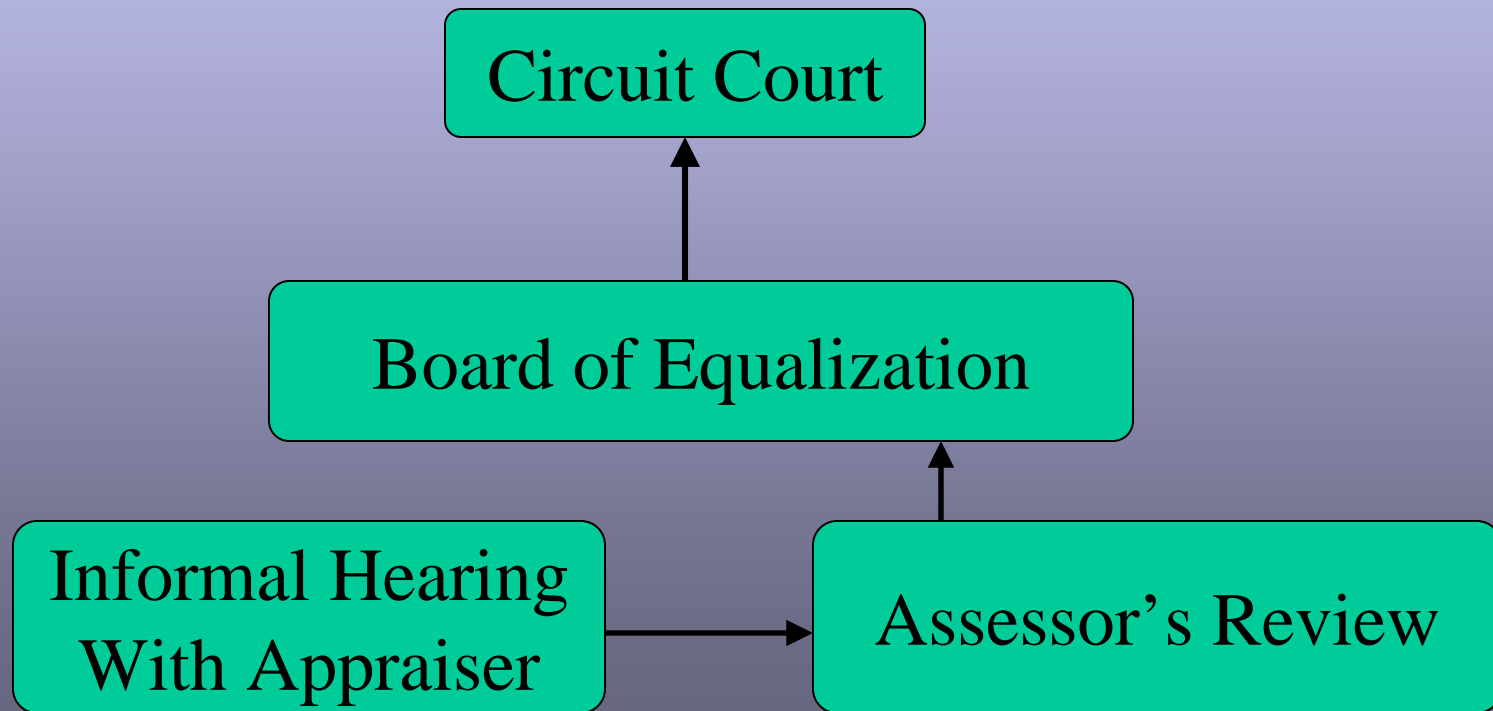 Circuit Court
Board of Equalization
Informal Hearing
With Appraiser
Assessor’s Review